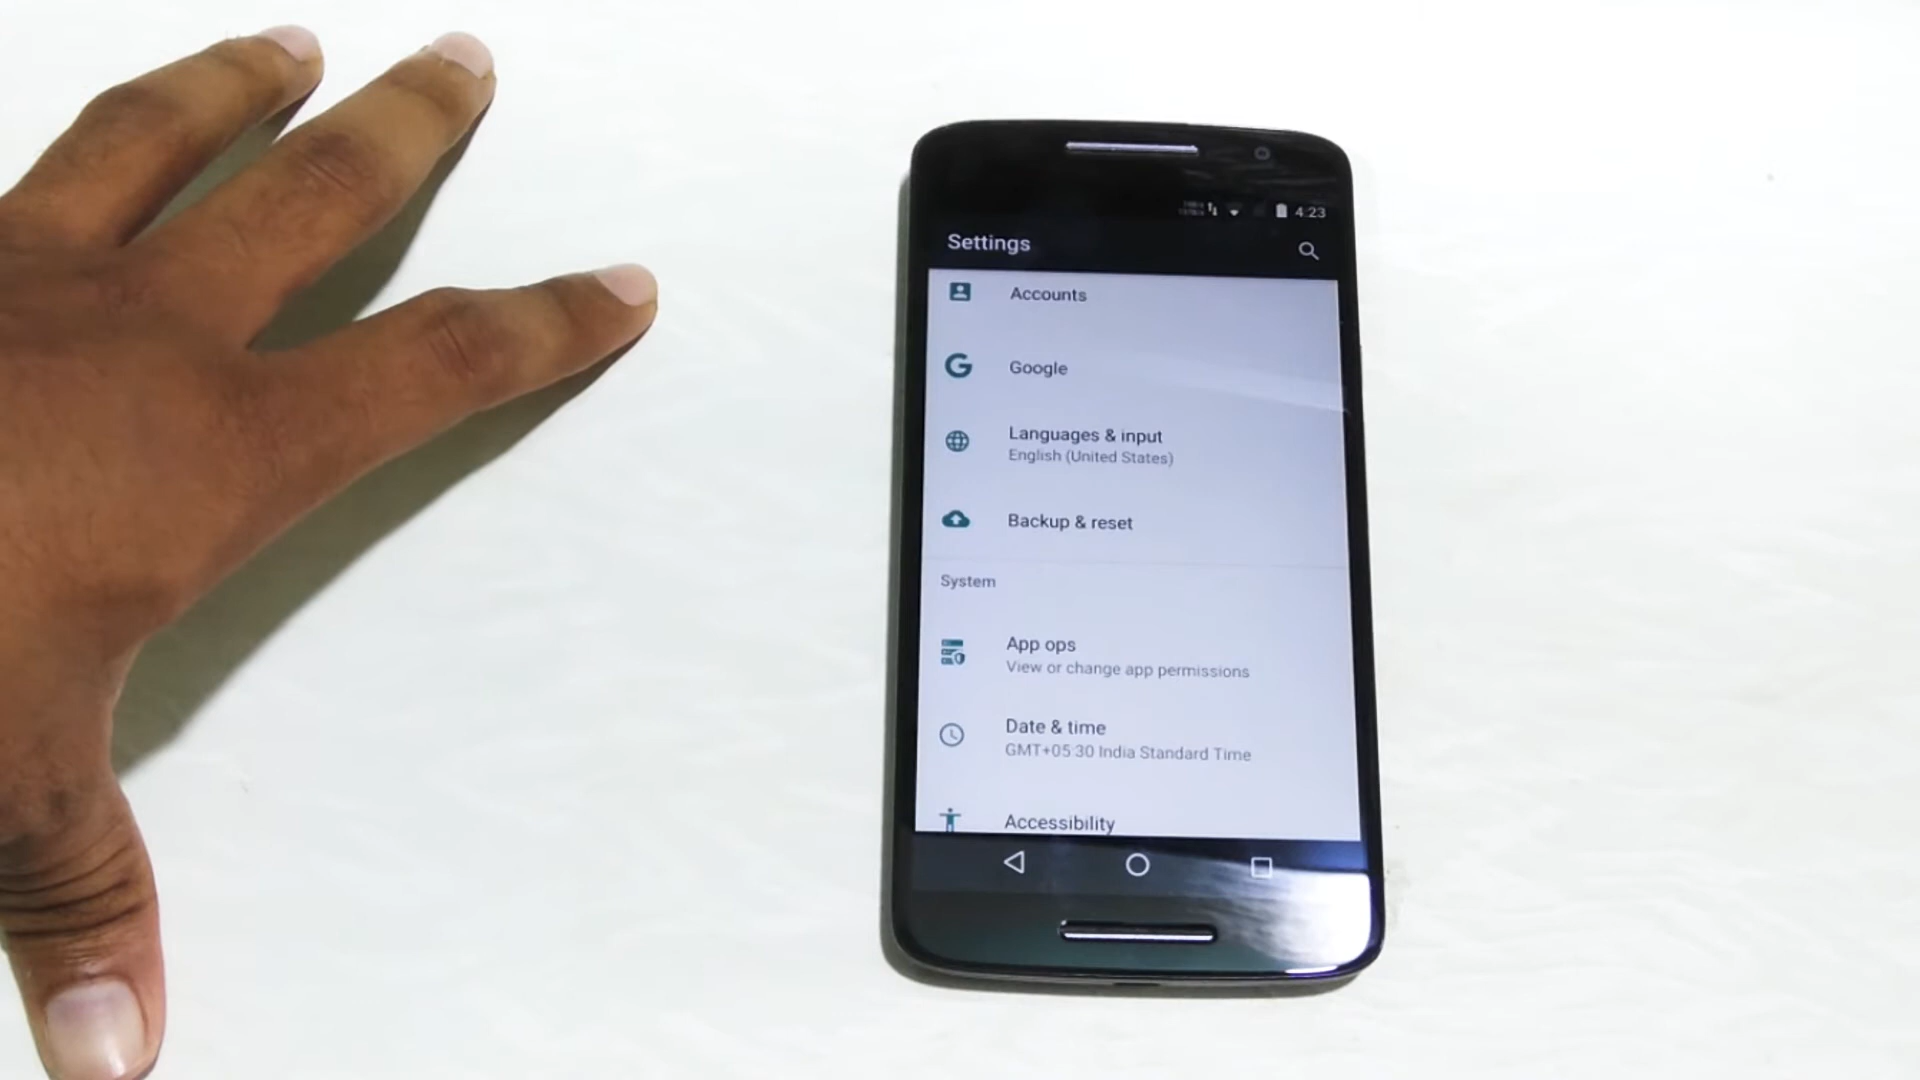 4:23
Settings
Accounts
Google
Languages & input
English (United States)
Backup & reset
System
App ops
View or change app permissions
Date & time
GMT+05:30 India Standard Time
Accessibility